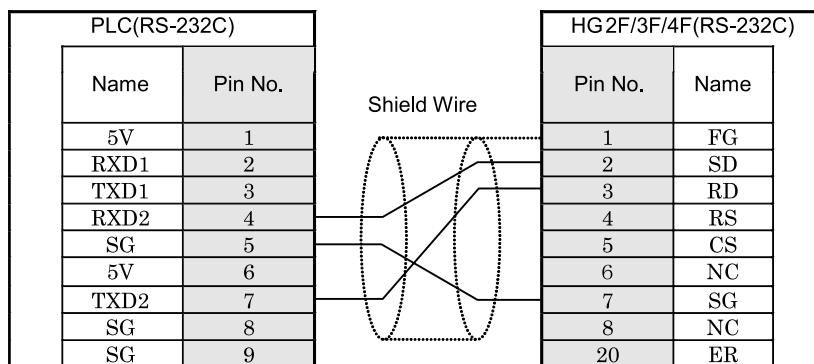 PLC(RS-232C) HG2F/3F/4F(RS-232C)
Name Pin No. Shield Wire Pin No. Name
5V 1 1 FG
RXD1 2 2 SD
TXD1 3 3 RD
RXD2 4 4 RS
SG 5 5 CS
5V 6 6 NC
TXD2 7 7 SG
SG 8 8 NC
SG 9 20 ER